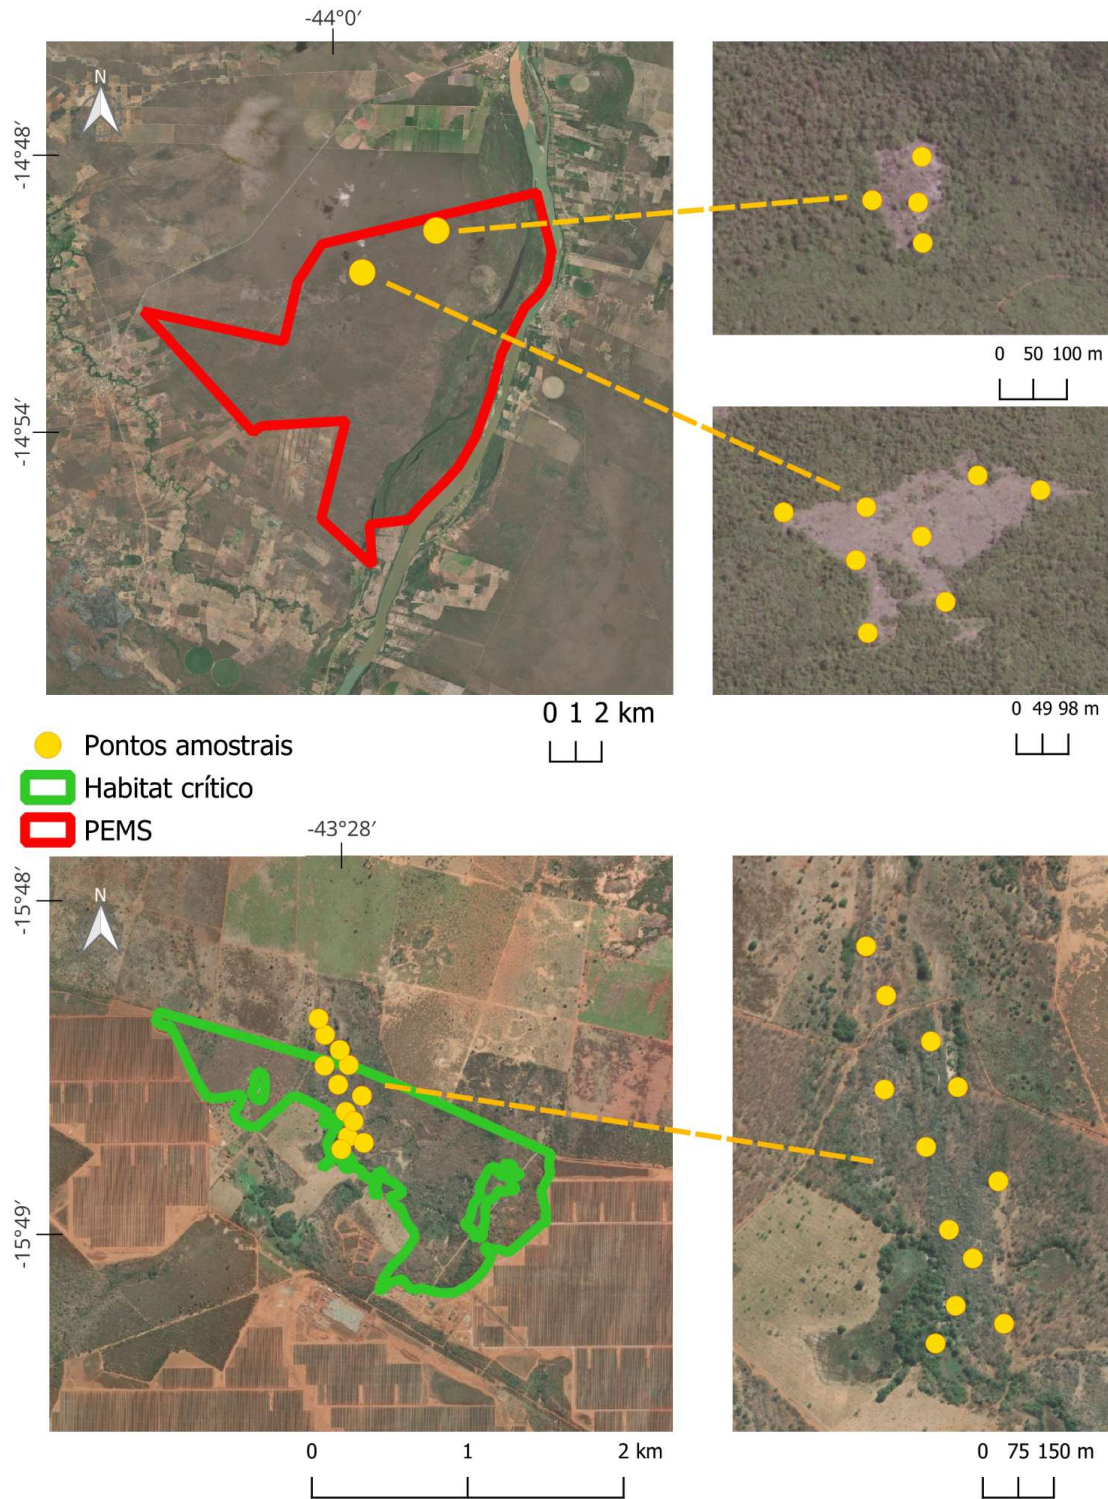 -44°0′
N
-14°48′
-14°54′
0 50 100 m
0 1 2 km
0 49 98 m
Pontos amostrais
Habitat crítico
PEMS
-43°28′
N
-15°48′
-15°49′
0 1 2 km
0 75 150 m